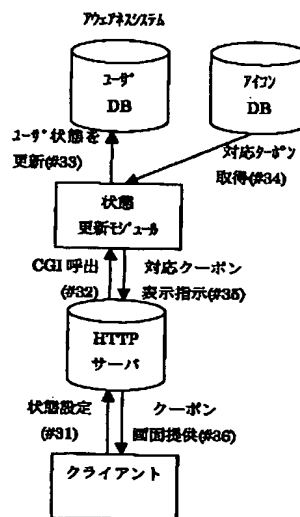 アウェアネスシステム
ユーザ
DB
アイコン
DB
ユーザ状態を
更新(#33)
対応クーポン
取得(#34)
状態
更新モジュール
CGI 呼出
(#32)
対応クーポン
表示指示(#35)
HTTP
サーバ
状態設定
(#31)
クーポン
画面提供(#36)
クライアント